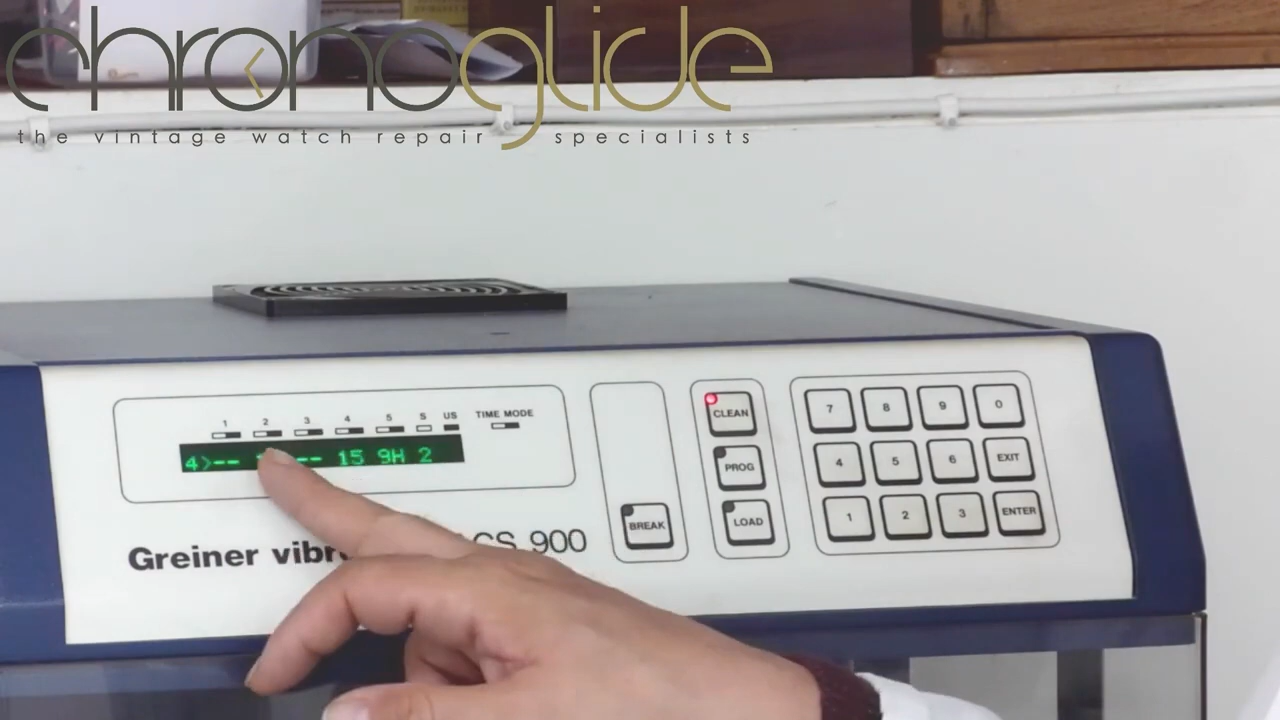 chronoglide
the vintage watch repair specialists
1 2 3 4 5 S US TIME MODE
4>-- -- 15 9H 2
Greiner vibr
CS 900
BREAK
CLEAN
PROG
LOAD
7 8 9 0
4 5 6 EXIT
1 2 3 ENTER